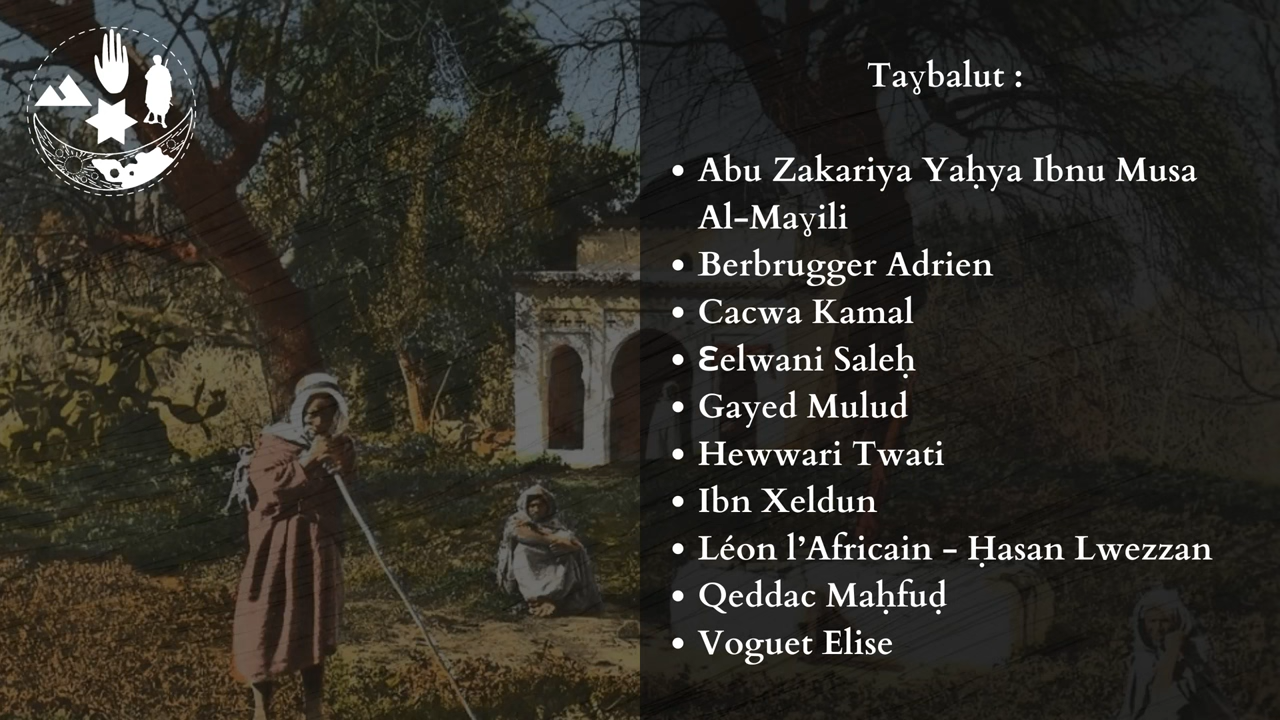 Taɣbalut :
• Abu Zakariya Yaḥya Ibnu Musa
Al-Maɣili
• Berbrugger Adrien
• Cacwa Kamal
• Ɛelwani Saleḥ
• Gayed Mulud
• Hewwari Twati
• Ibn Xeldun
• Léon l’Africain - Ḥasan Lwezzan
• Qeddac Maḥfuḍ
• Voguet Elise